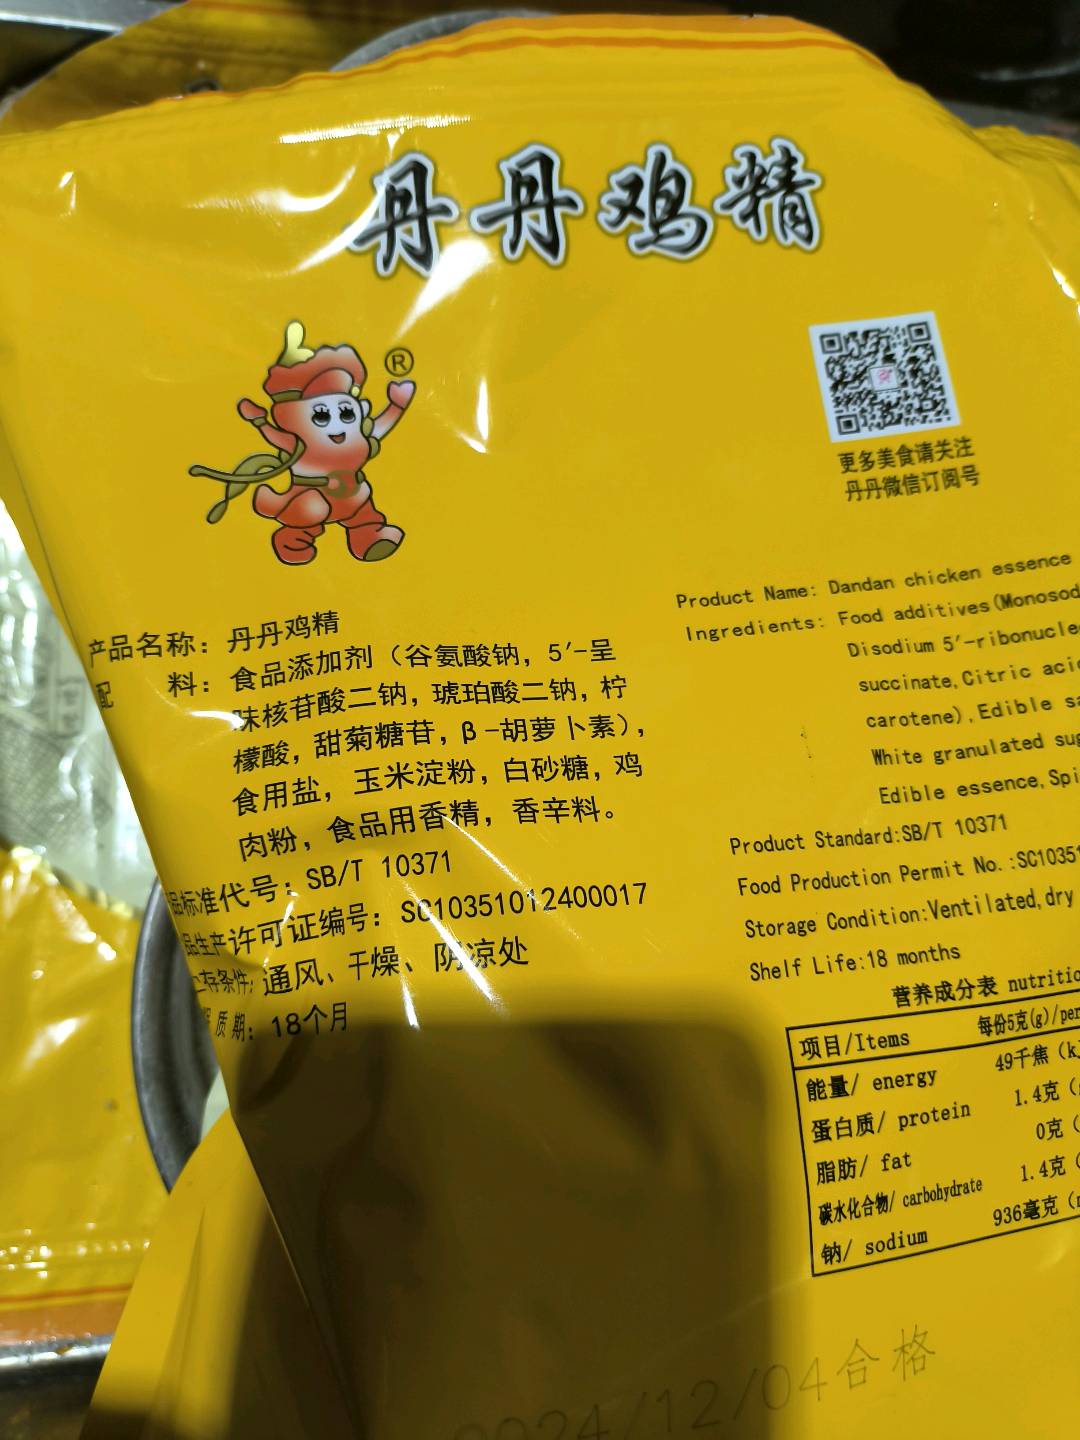 丹丹鸡精
®
更多美食请关注
丹丹微信订阅号
产品名称：丹丹鸡精
配 料：食品添加剂（谷氨酸钠，5′-呈
味核苷酸二钠，琥珀酸二钠，柠
檬酸，甜菊糖苷，β-胡萝卜素），
食用盐，玉米淀粉，白砂糖，鸡
肉粉，食品用香精，香辛料。
品标准代号：SB/T 10371
品生产许可证编号：SC10351012400017
存条件：通风、干燥、阴凉处
质 期：18个月
Product Name: Dandan chicken essence
Ingredients: Food additives(Monosod
Disodium 5′-ribonucle
succinate,Citric aci
carotene),Edible sa
White granulated sug
Edible essence,Spi
Product Standard:SB/T 10371
Food Production Permit No.:SC1035
Storage Condition:Ventilated,dry
Shelf Life:18 months
营养成分表 nutritio
项目/Items 每份5克(g)/per
能量/ energy 49千焦（k
蛋白质/ protein 1.4克（
脂肪/ fat 0克（
碳水化合物/ carbohydrate 1.4克（
钠/ sodium 936毫克（
2024/12/04合格